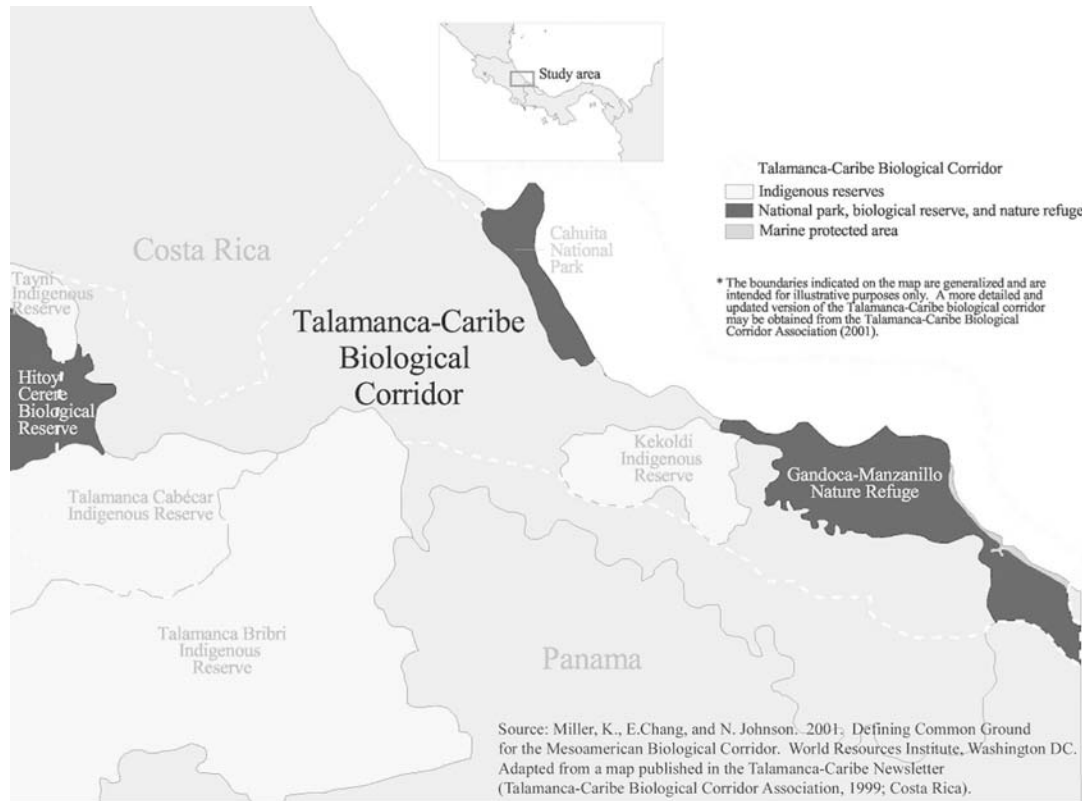 Study area
Talamanca-Caribe Biological Corridor
Indigenous reserves
National park, biological reserve, and nature refuge
Marine protected area
* The boundaries indicated on the map are generalized and are
intended for illustrative purposes only. A more detailed and
updated version of the Talamanca-Caribe biological corridor
may be obtained from the Talamanca-Caribe Biological
Corridor Association (2001).
Costa Rica
Cahuita
National
Park
Tayni
Indigenous
Reserve
Talamanca-Caribe
Biological
Corridor
Hitoy
Cerere
Biological
Reserve
Kekoldi
Indigenous
Reserve
Gandoca-Manzanillo
Nature Refuge
Talamanca Cabécar
Indigenous Reserve
Talamanca Bribri
Indigenous
Reserve
Panama
Source: Miller, K., E.Chang, and N. Johnson. 2001. Defining Common Ground
for the Mesoamerican Biological Corridor. World Resources Institute, Washington DC.
Adapted from a map published in the Talamanca-Caribe Newsletter
(Talamanca-Caribe Biological Corridor Association, 1999; Costa Rica).